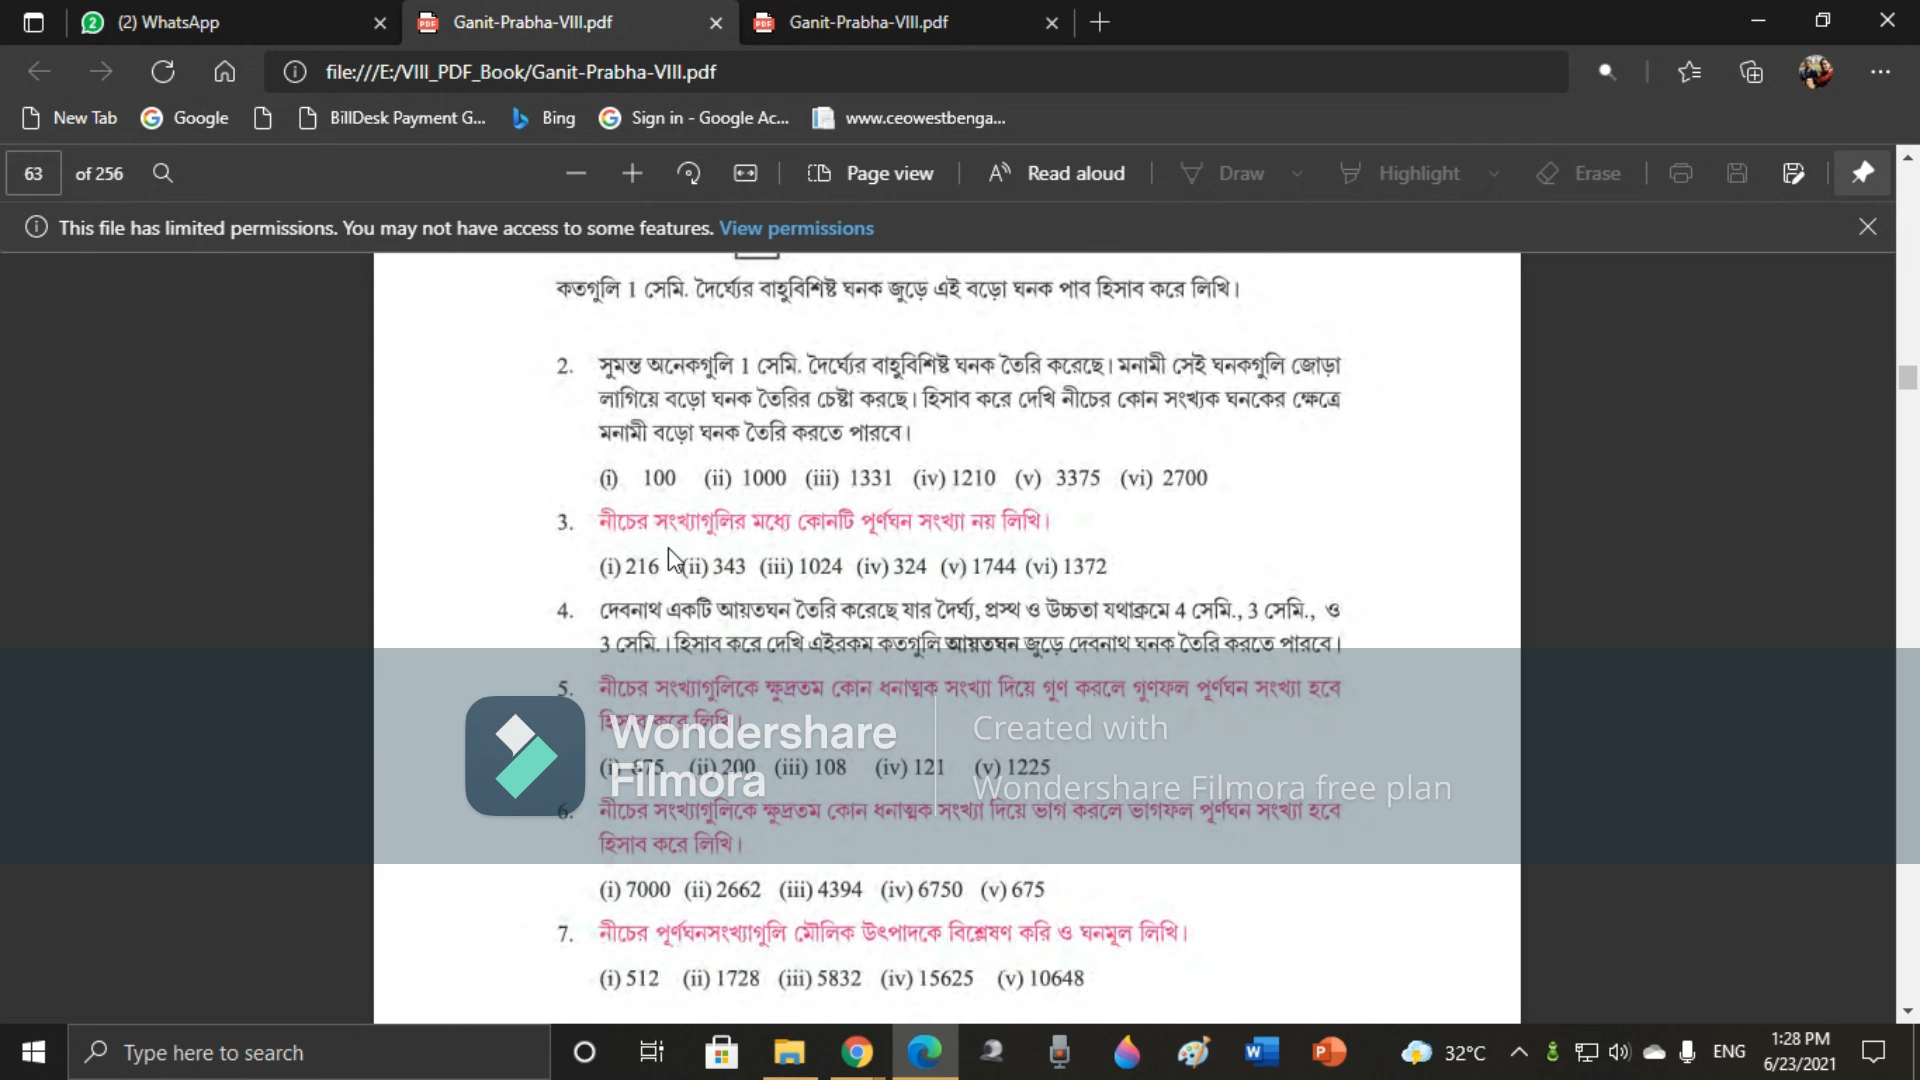 (2) WhatsApp
Ganit-Prabha-VIII.pdf
Ganit-Prabha-VIII.pdf
file:///E:/VIII_PDF_Book/Ganit-Prabha-VIII.pdf
New Tab Google BillDesk Payment G... Bing Sign in - Google Ac... www.ceowestbenga...
63 of 256 Page view Read aloud Draw Highlight Erase
This file has limited permissions. You may not have access to some features. View permissions
কতগুলি 1 সেমি. দৈর্ঘ্যের বাহুবিশিষ্ট ঘনক জুড়ে এই বড়ো ঘনক পাব হিসাব করে লিখি।
2. সুমন্ত অনেকগুলি 1 সেমি. দৈর্ঘ্যের বাহুবিশিষ্ট ঘনক তৈরি করেছে। মনামী সেই ঘনকগুলি জোড়া
লাগিয়ে বড়ো ঘনক তৈরির চেষ্টা করছে। হিসাব করে দেখি নীচের কোন সংখ্যক ঘনকের ক্ষেত্রে
মনামী বড়ো ঘনক তৈরি করতে পারবে।
(i) 100 (ii) 1000 (iii) 1331 (iv) 1210 (v) 3375 (vi) 2700
3. নীচের সংখ্যাগুলির মধ্যে কোনটি পূর্ণঘন সংখ্যা নয় লিখি।
(i) 216 (ii) 343 (iii) 1024 (iv) 324 (v) 1744 (vi) 1372
4. দেবনাথ একটি আয়তঘন তৈরি করেছে যার দৈর্ঘ্য, প্রস্থ ও উচ্চতা যথাক্রমে 4 সেমি., 3 সেমি., ও
3 সেমি.। হিসাব করে দেখি এইরকম কতগুলি আয়তঘন জুড়ে দেবনাথ ঘনক তৈরি করতে পারবে।
5. নীচের সংখ্যাগুলিকে ক্ষুদ্রতম কোন ধনাত্মক সংখ্যা দিয়ে গুণ করলে গুণফল পূর্ণঘন সংখ্যা হবে
হিসাব করে লিখি।
(i) 675 (ii) 200 (iii) 108 (iv) 121 (v) 1225
Wondershare
Filmora
Created with
Wondershare Filmora free plan
6. নীচের সংখ্যাগুলিকে ক্ষুদ্রতম কোন ধনাত্মক সংখ্যা দিয়ে ভাগ করলে ভাগফল পূর্ণঘন সংখ্যা হবে
হিসাব করে লিখি।
(i) 7000 (ii) 2662 (iii) 4394 (iv) 6750 (v) 675
7. নীচের পূর্ণঘনসংখ্যাগুলি মৌলিক উৎপাদকে বিশ্লেষণ করি ও ঘনমূল লিখি।
(i) 512 (ii) 1728 (iii) 5832 (iv) 15625 (v) 10648
Type here to search
32°C
ENG
1:28 PM
6/23/2021